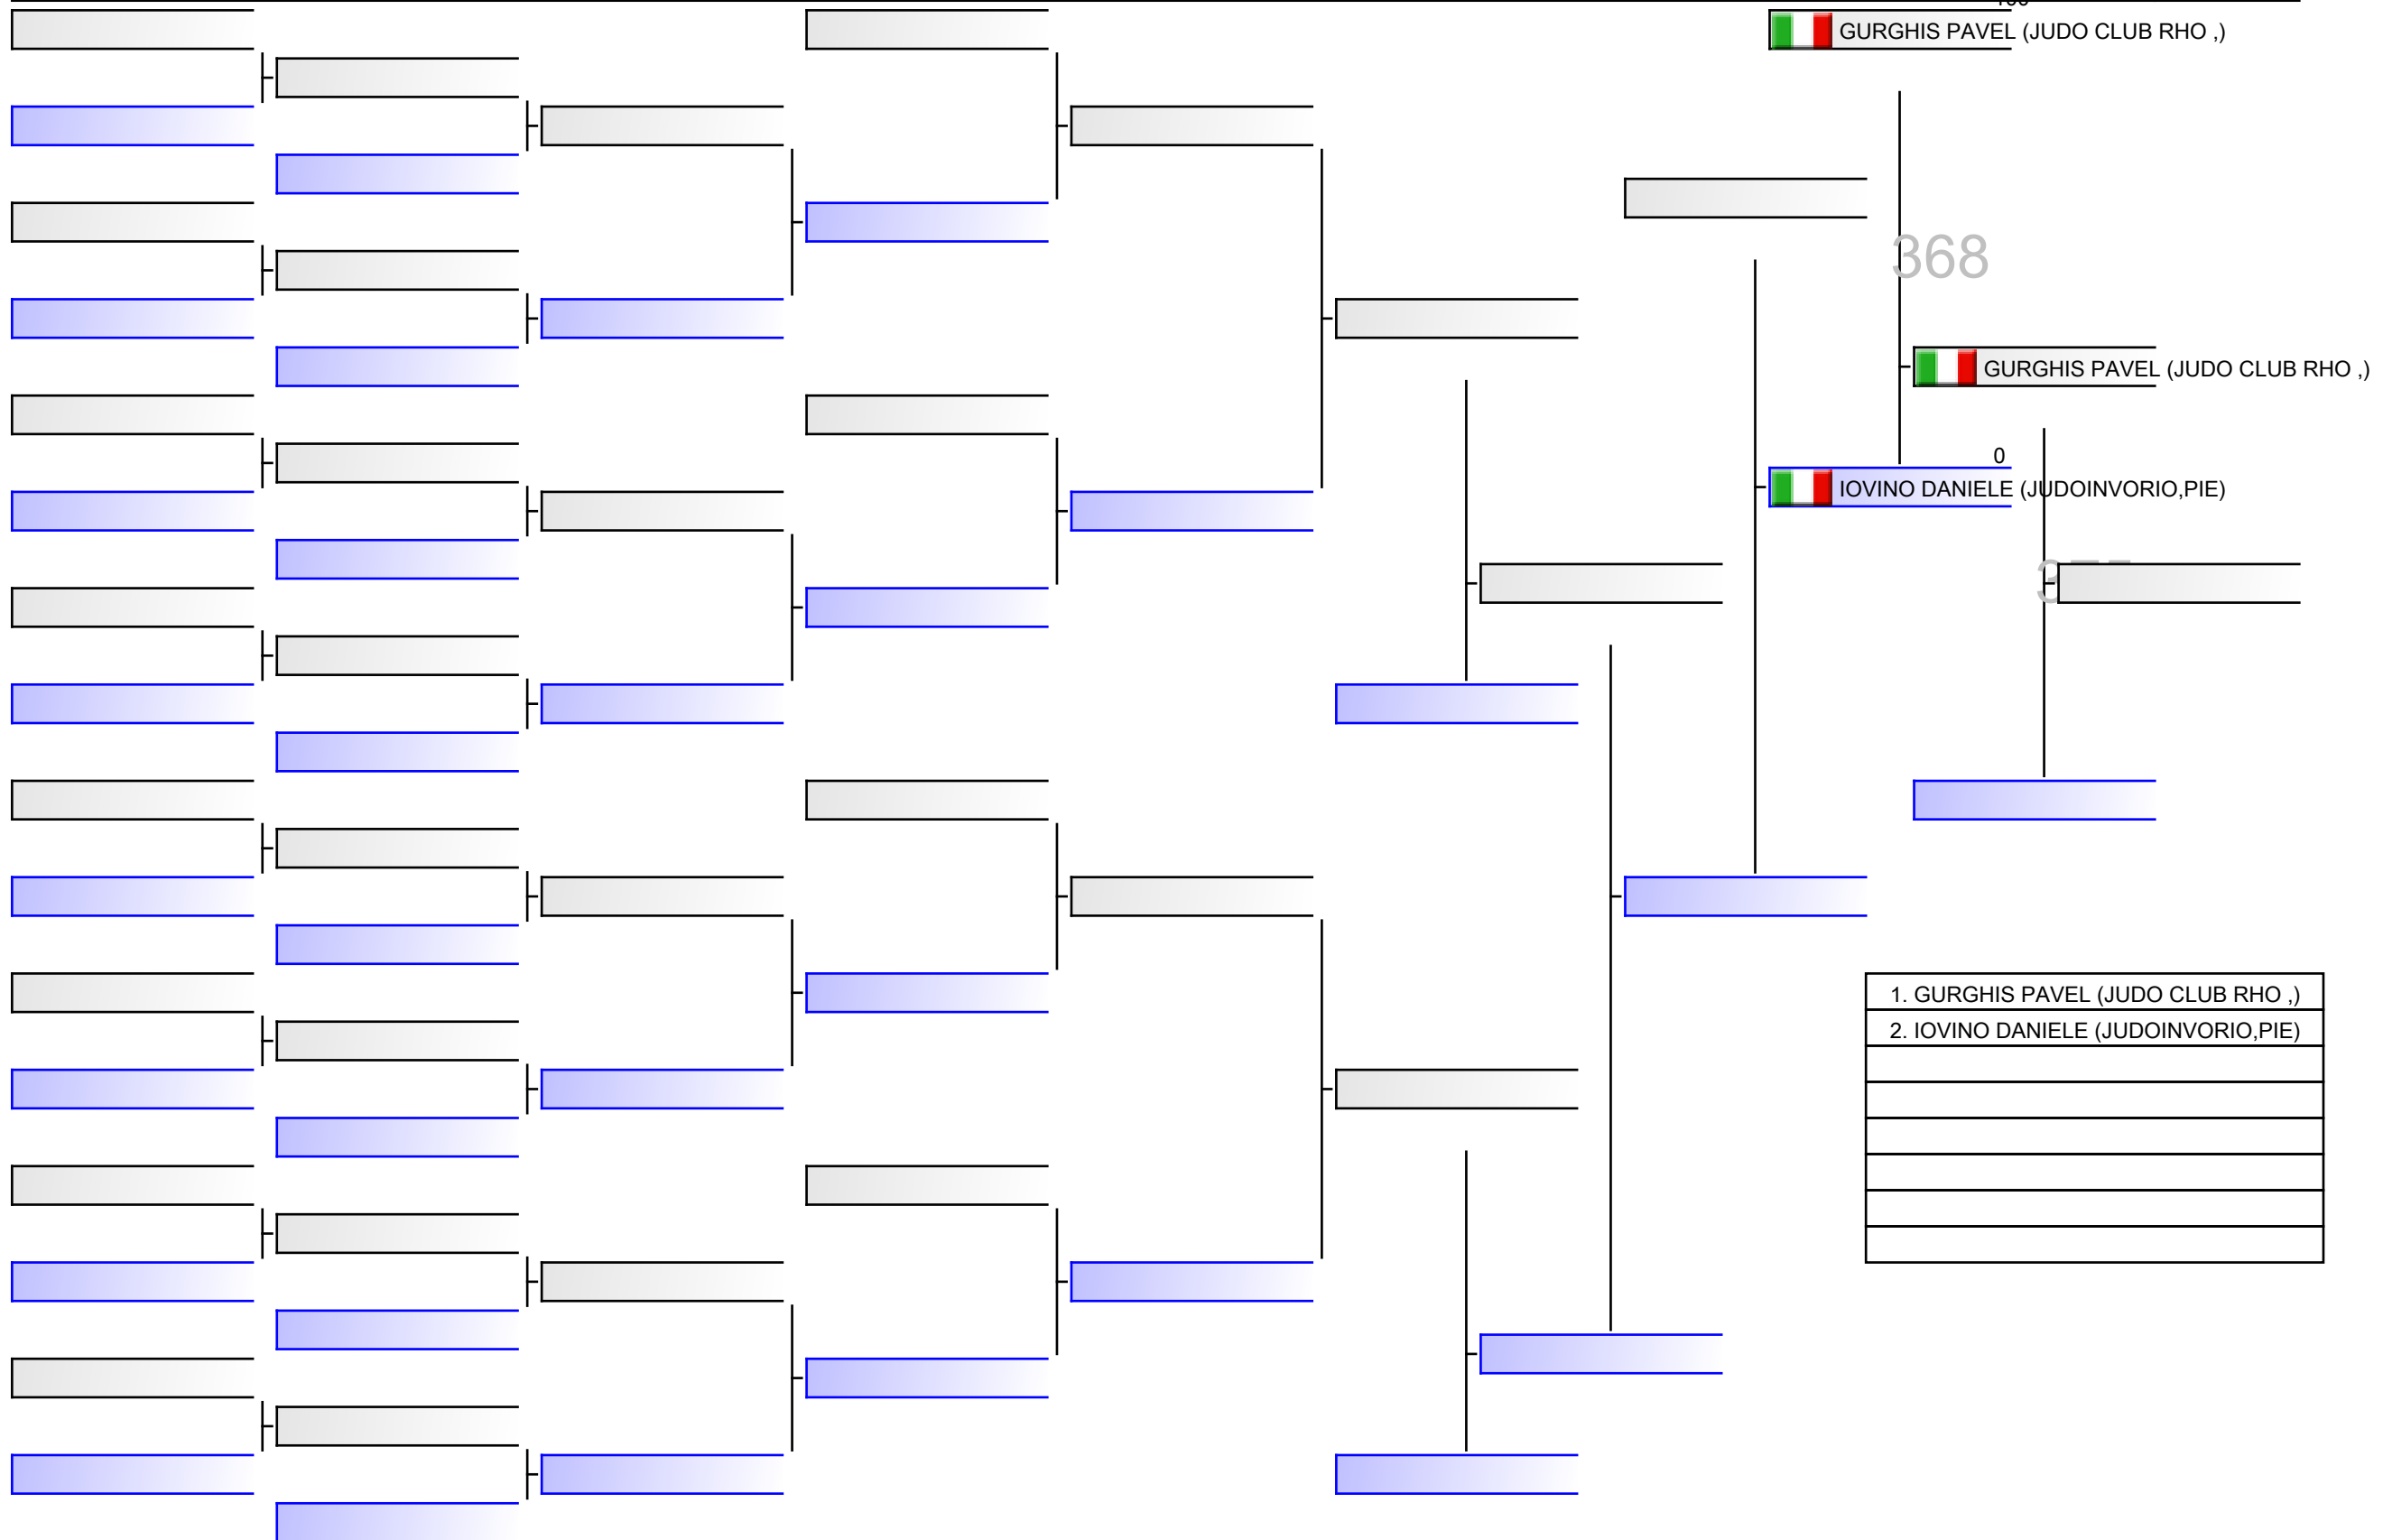 GURGHIS PAVEL (JUDO CLUB RHO ,)
368
GURGHIS PAVEL (JUDO CLUB RHO ,)
0
IOVINO DANIELE (JUDOINVORIO,PIE)
1. GURGHIS PAVEL (JUDO CLUB RHO ,)
2. IOVINO DANIELE (JUDOINVORIO,PIE)